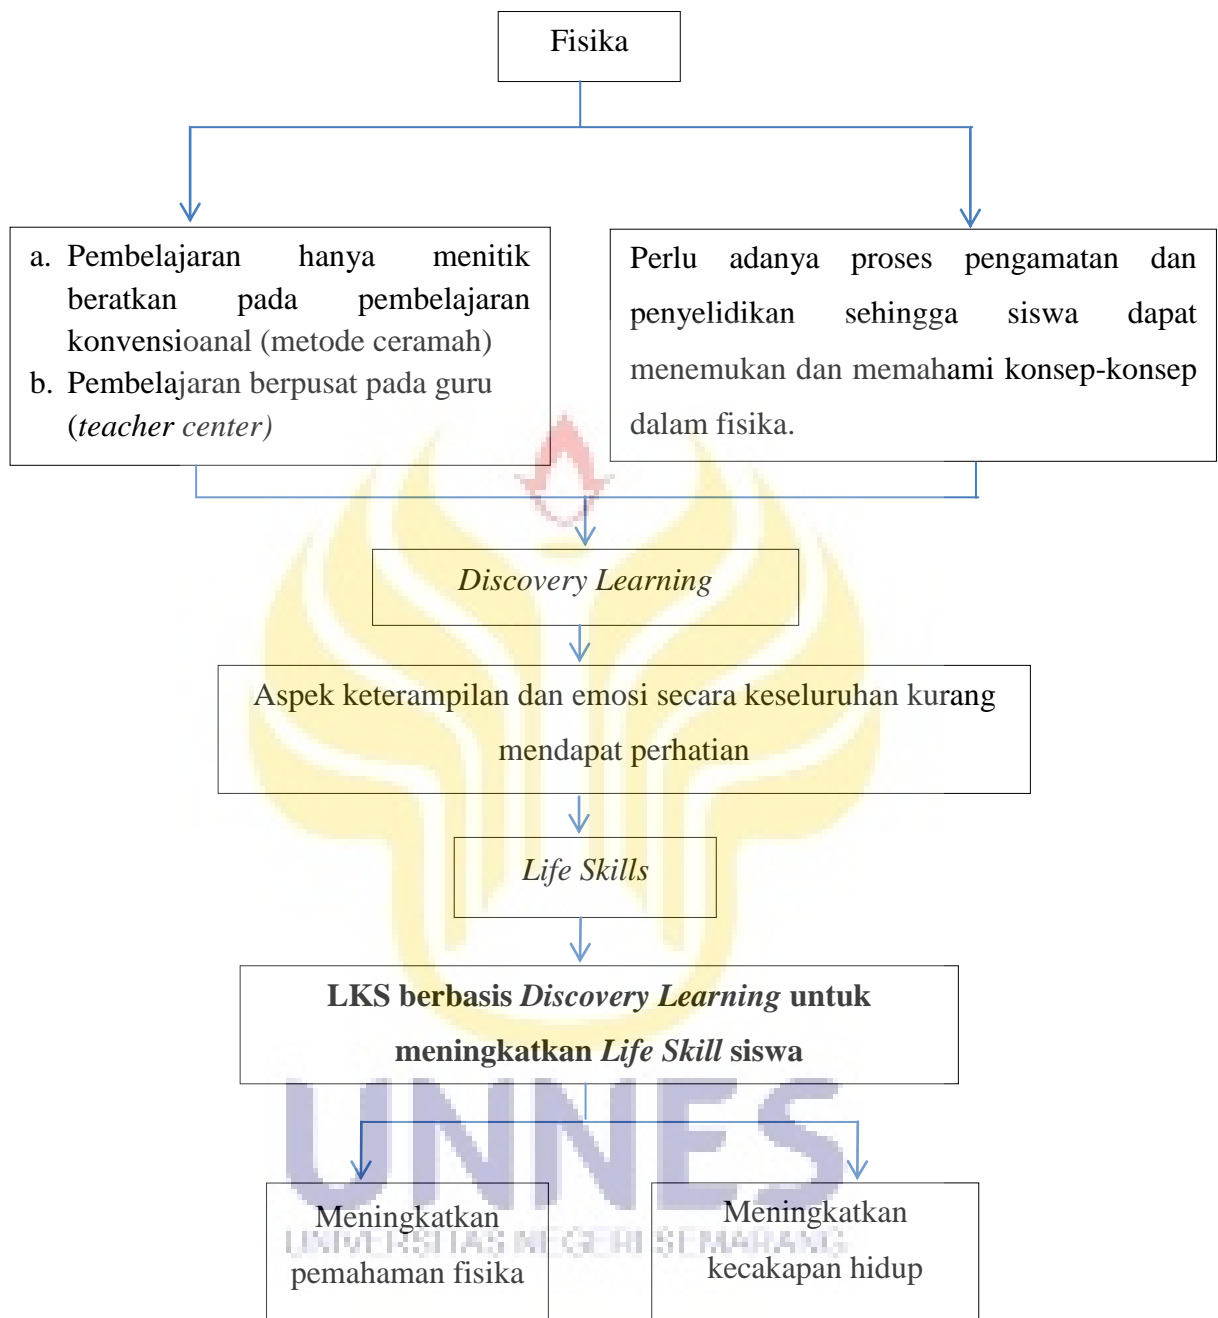 Fisika
a. Pembelajaran hanya menitik
beratkan pada pembelajaran
konvensioanal (metode ceramah)
b. Pembelajaran berpusat pada guru
(teacher center)
Perlu adanya proses pengamatan dan
penyelidikan sehingga siswa dapat
menemukan dan memahami konsep-konsep
dalam fisika.
Discovery Learning
Aspek keterampilan dan emosi secara keseluruhan kurang
mendapat perhatian
Life Skills
LKS berbasis Discovery Learning untuk
meningkatkan Life Skill siswa
UNNES
UNIVERSITAS NEGERI SEMARANG
Meningkatkan
pemahaman fisika
Meningkatkan
kecakapan hidup